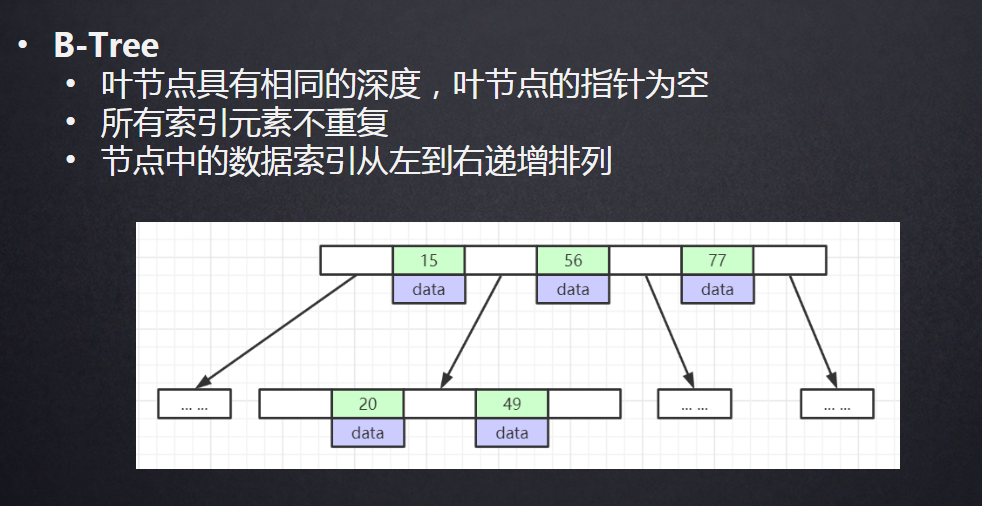 • B-Tree
• 叶节点具有相同的深度，叶节点的指针为空
• 所有索引元素不重复
• 节点中的数据索引从左到右递增排列
15 56 77
data data data
... ... 20 49 ... ... ... ...
data data